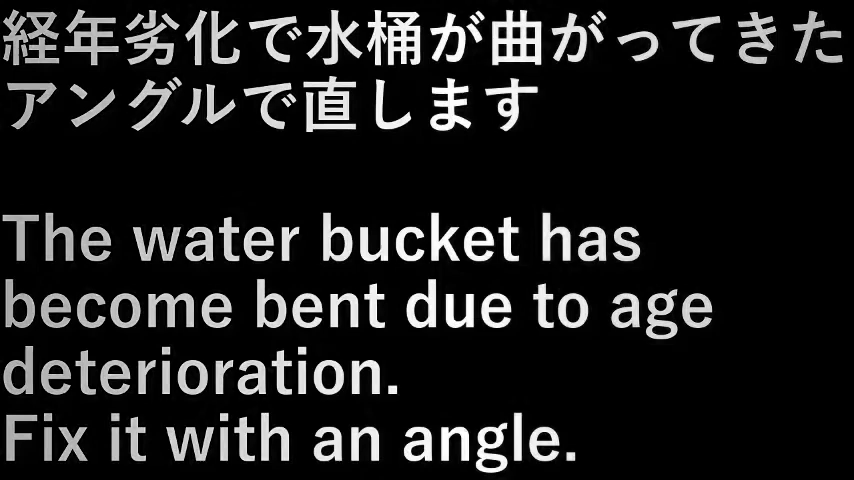 経年劣化で水桶が曲がってきた
アングルで直します
The water bucket has
become bent due to age
deterioration.
Fix it with an angle.